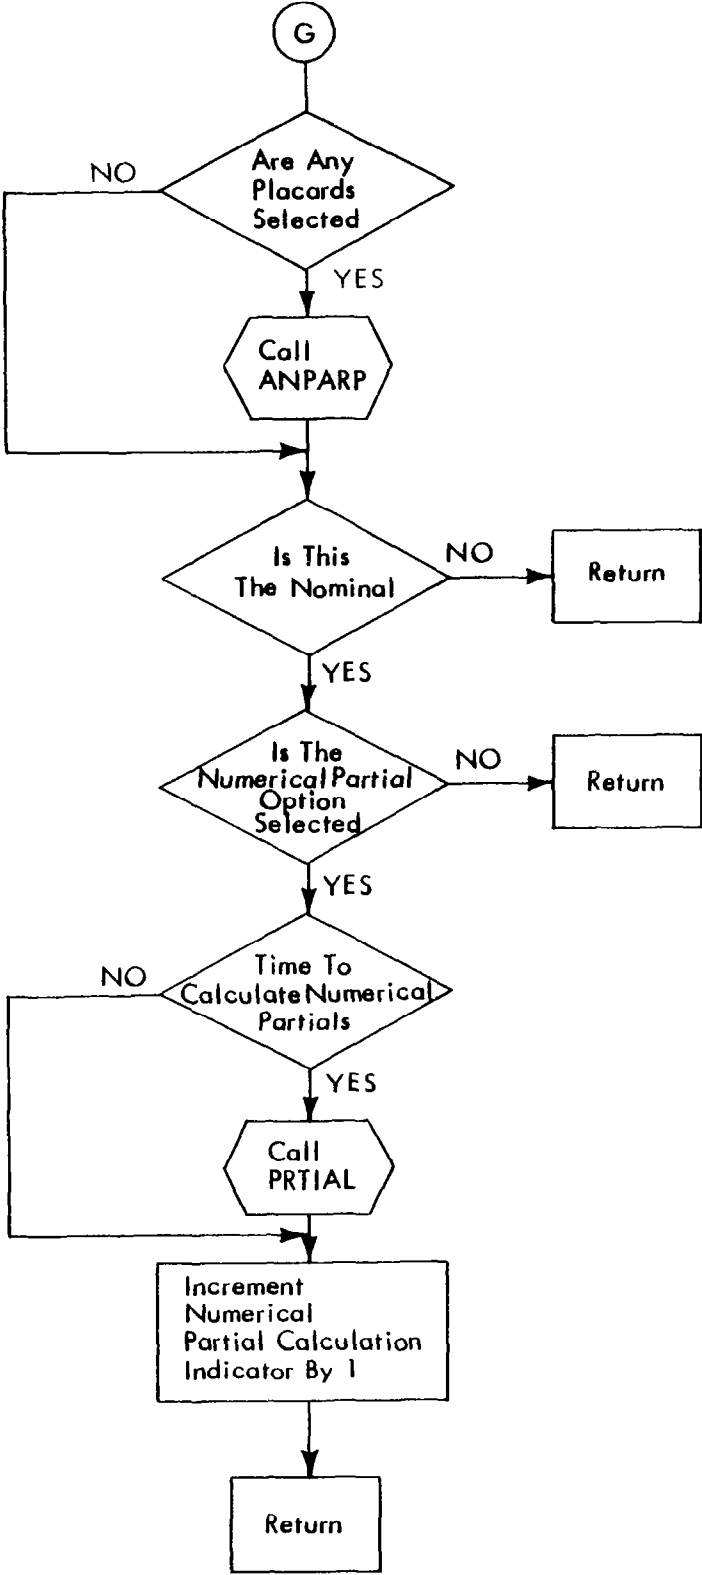 G
Are Any
Placards
Selected
NO
YES
Call
ANPARP
Is This
The Nominal
NO
Return
YES
Is The
Numerical Partial
Option
Selected
NO
Return
YES
Time To
Calculate Numerical
Partials
NO
YES
Call
PRTIAL
Increment
Numerical
Partial Calculation
Indicator By 1
Return